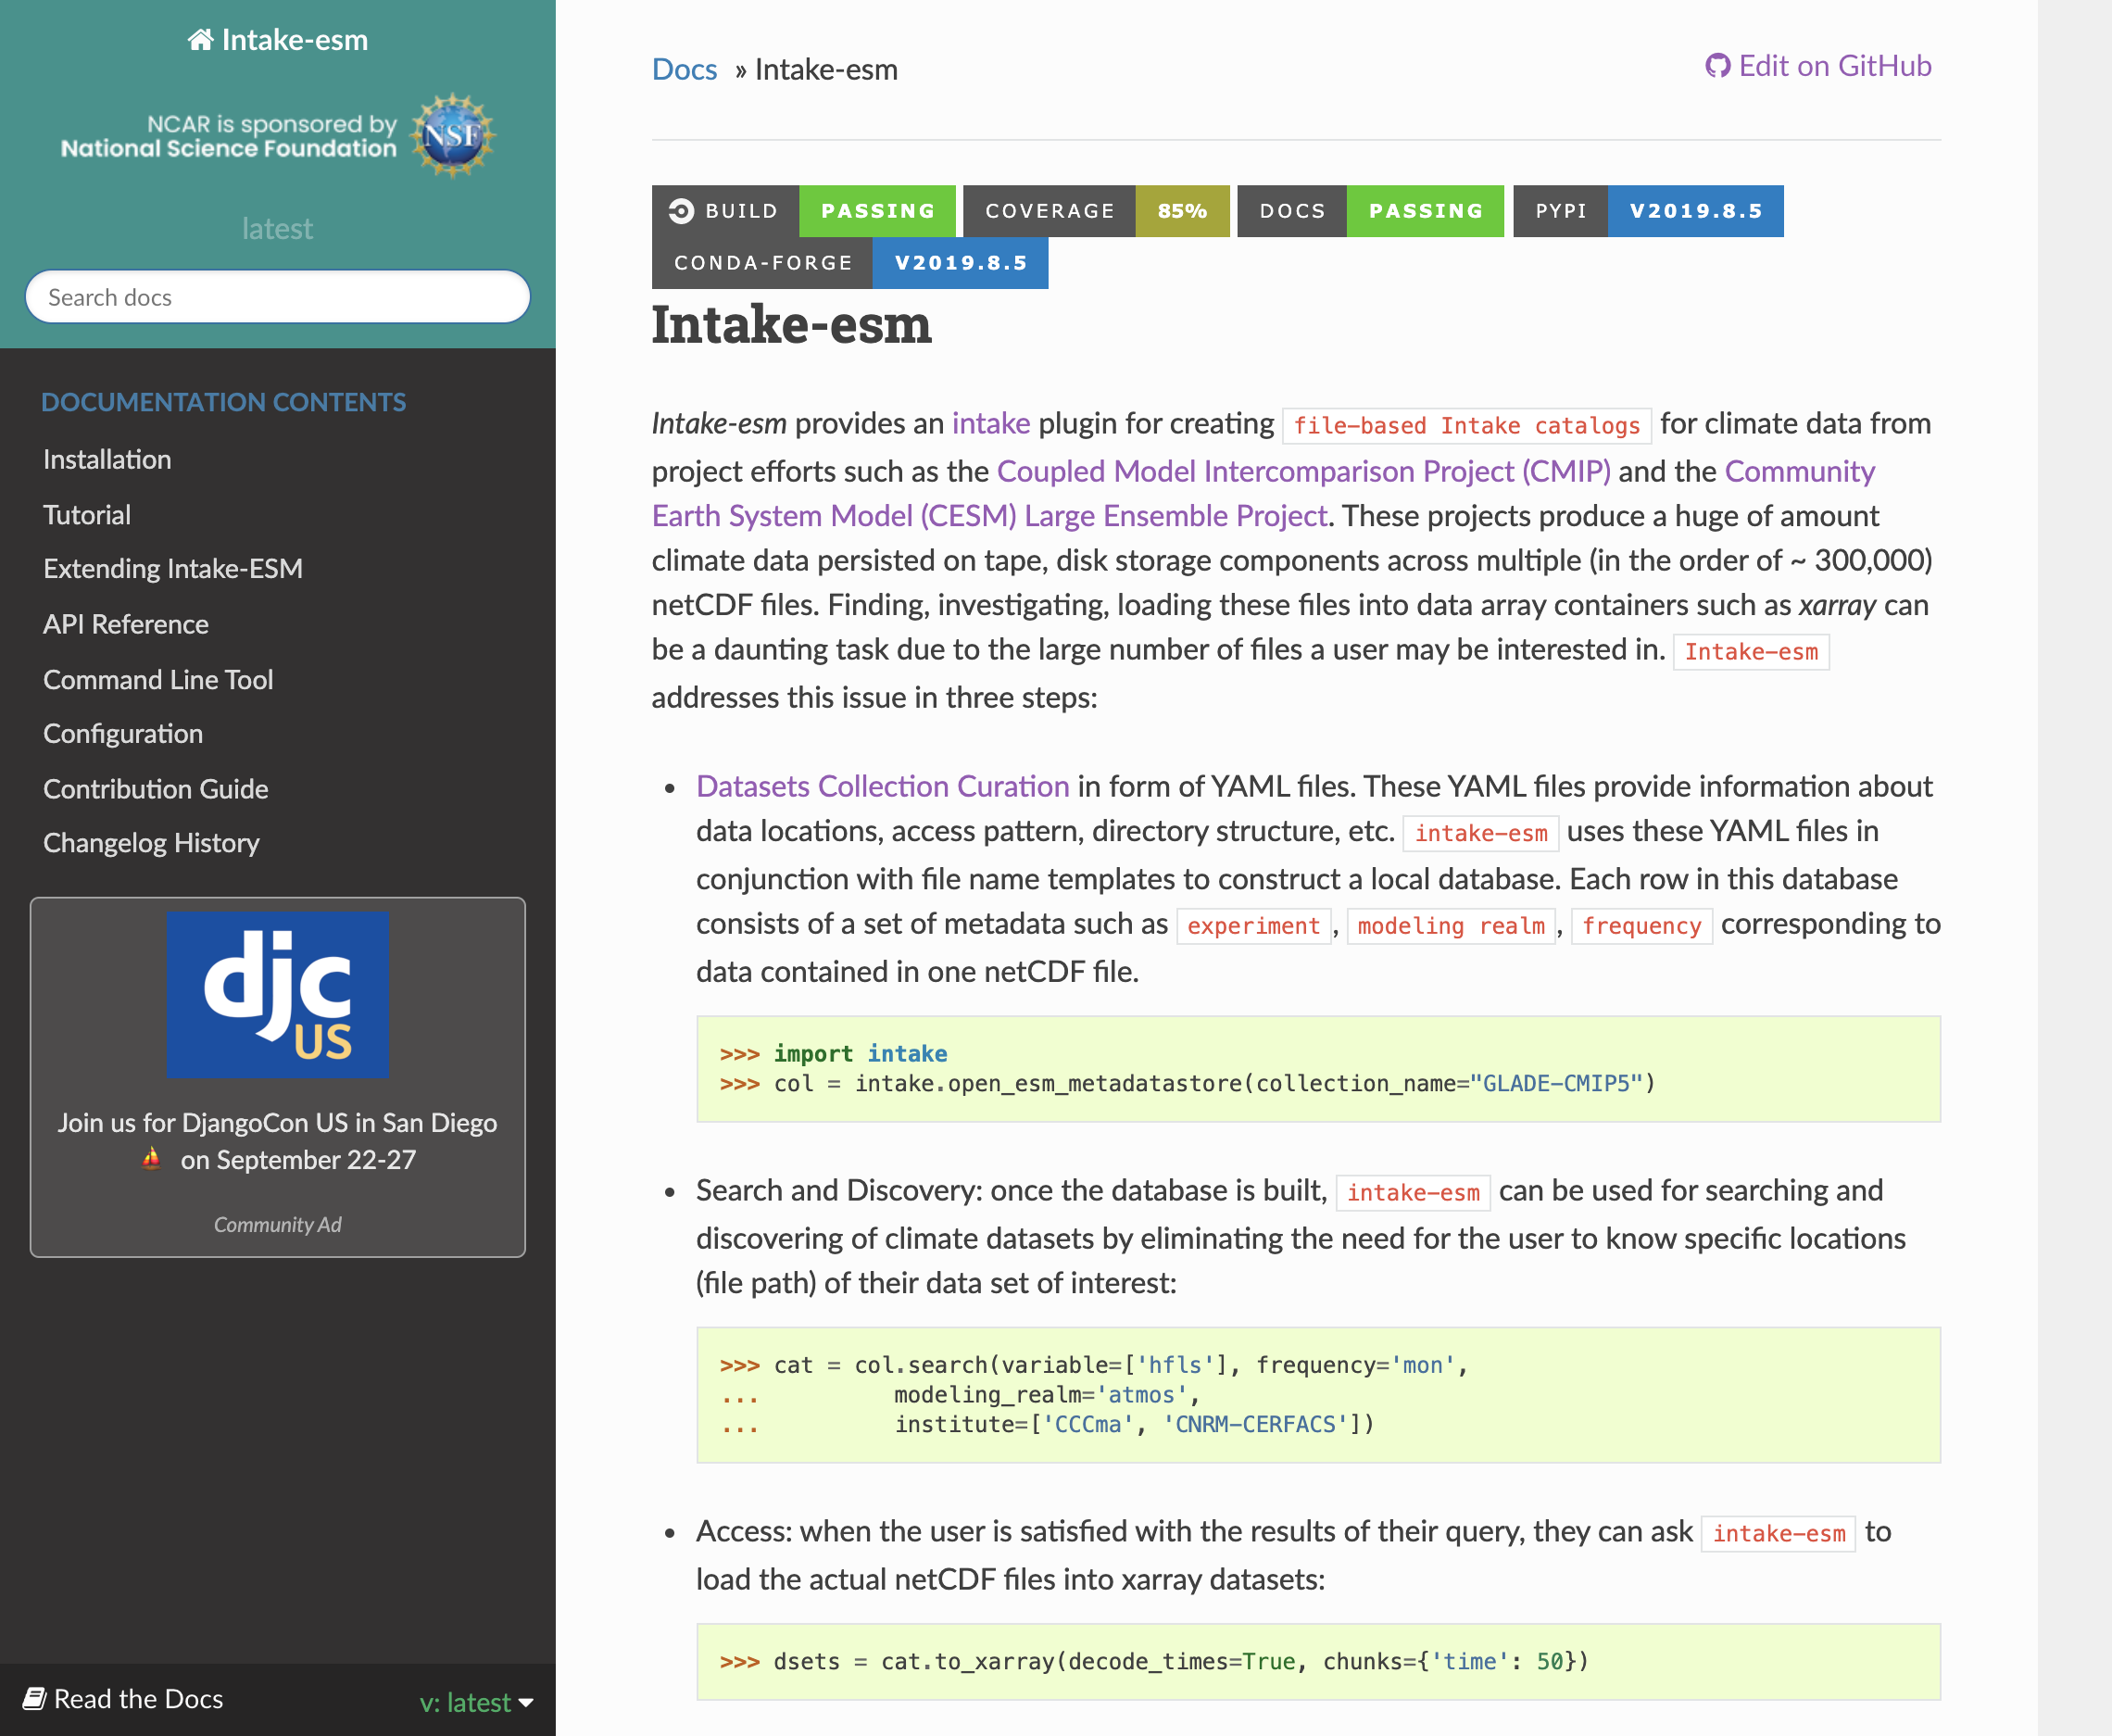 Intake-esm
NCAR is sponsored by
National Science Foundation
NSF
latest
Search docs
DOCUMENTATION CONTENTS
Installation
Tutorial
Extending Intake-ESM
API Reference
Command Line Tool
Configuration
Contribution Guide
Changelog History
djc
US
Join us for DjangoCon US in San Diego
⛵ on September 22-27
Community Ad
Read the Docs
v: latest
Docs » Intake-esm
Edit on GitHub
BUILD PASSING COVERAGE 85% DOCS PASSING PYPI V2019.8.5
CONDA-FORGE V2019.8.5
Intake-esm
Intake-esm provides an intake plugin for creating file-based Intake catalogs for climate data from
project efforts such as the Coupled Model Intercomparison Project (CMIP) and the Community
Earth System Model (CESM) Large Ensemble Project. These projects produce a huge of amount
climate data persisted on tape, disk storage components across multiple (in the order of ~ 300,000)
netCDF files. Finding, investigating, loading these files into data array containers such as xarray can
be a daunting task due to the large number of files a user may be interested in. Intake-esm
addresses this issue in three steps:
• Datasets Collection Curation in form of YAML files. These YAML files provide information about
data locations, access pattern, directory structure, etc. intake-esm uses these YAML files in
conjunction with file name templates to construct a local database. Each row in this database
consists of a set of metadata such as experiment, modeling realm, frequency corresponding to
data contained in one netCDF file.
>>> import intake
>>> col = intake.open_esm_metadatastore(collection_name="GLADE-CMIP5")
• Search and Discovery: once the database is built, intake-esm can be used for searching and
discovering of climate datasets by eliminating the need for the user to know specific locations
(file path) of their data set of interest:
>>> cat = col.search(variable=['hfls'], frequency='mon',
...          modeling_realm='atmos',
...          institute=['CCCma', 'CNRM-CERFACS'])
• Access: when the user is satisfied with the results of their query, they can ask intake-esm to
load the actual netCDF files into xarray datasets:
>>> dsets = cat.to_xarray(decode_times=True, chunks={'time': 50})